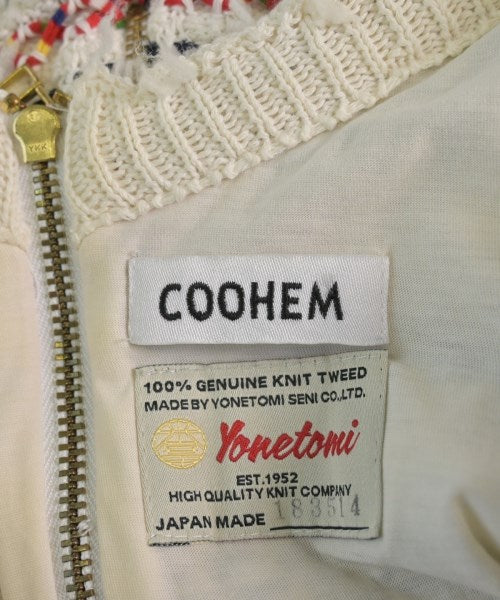 YKK
COOHEM
100% GENUINE KNIT TWEED
MADE BY YONETOMI SENI CO.,LTD.
Yonetomi
EST.1952
HIGH QUALITY KNIT COMPANY
JAPAN MADE 183514